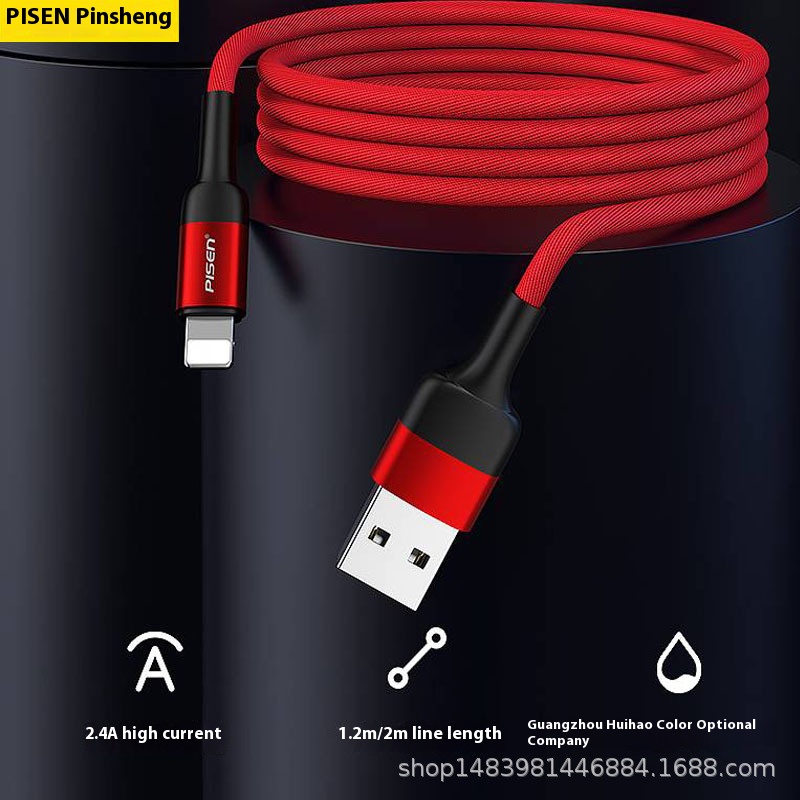 PISEN Pinsheng
PISEN®
A
2.4A high current
1.2m/2m line length
Guangzhou Huihao Color Optional
Company
shop1483981446884.1688.com